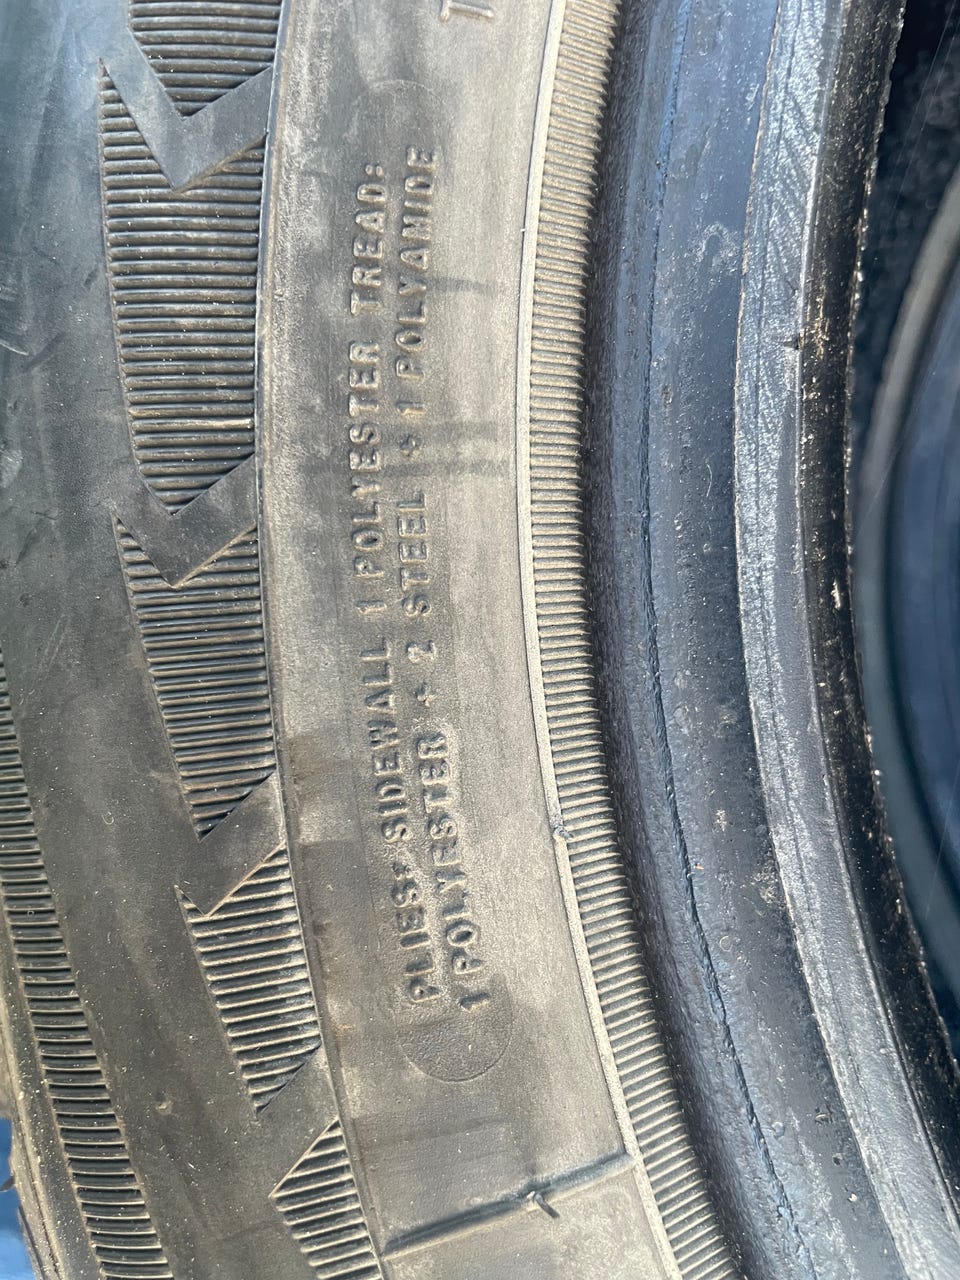 PLIES: SIDEWALL 1 POLYESTER TREAD:
1 POLYESTER + 2 STEEL + 1 POLYAMIDE